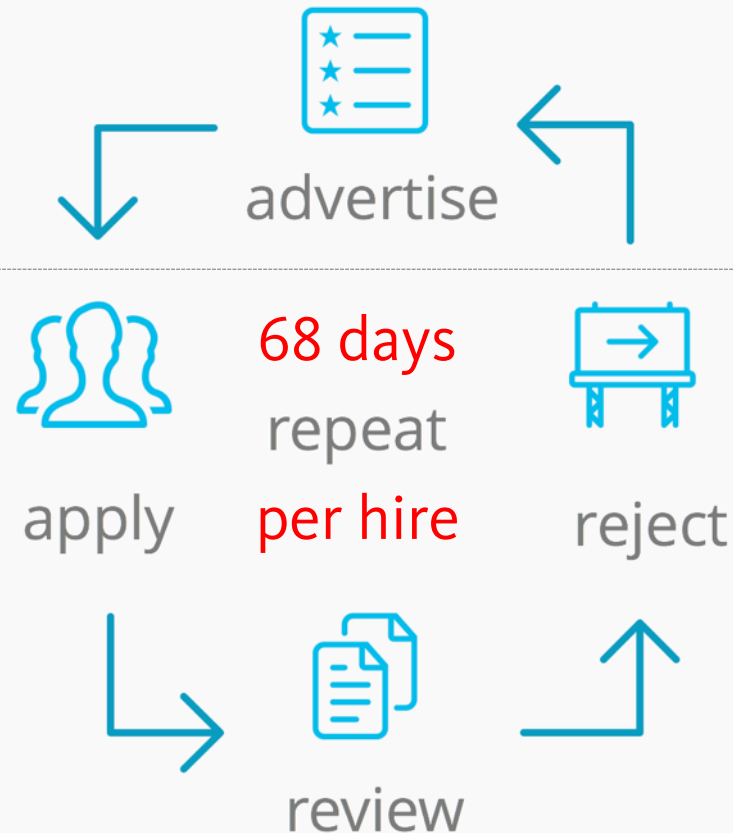 advertise
68 days
repeat
per hire
apply
reject
review